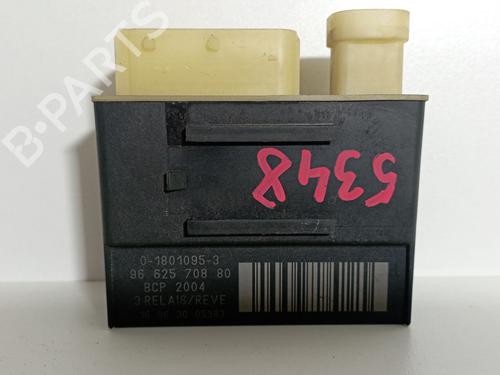 B-PARTS
5348
0-1801095-3
96 625 708 80
BCP 2004
3 RELAIS/REVE